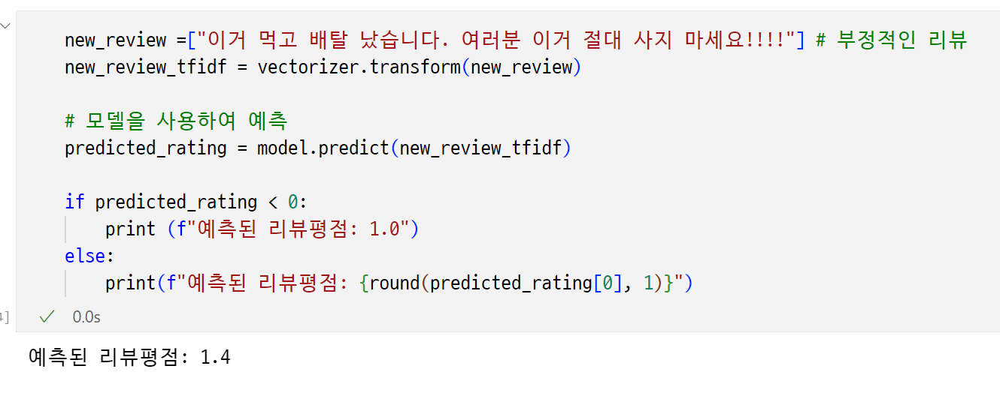 new_review =["이거 먹고 배탈 났습니다. 여러분 이거 절대 사지 마세요!!!!"] # 부정적인 리뷰
new_review_tfidf = vectorizer.transform(new_review)
# 모델을 사용하여 예측
predicted_rating = model.predict(new_review_tfidf)
if predicted_rating < 0:
print (f"예측된 리뷰평점: 1.0")
else:
print(f"예측된 리뷰평점: {round(predicted_rating[0], 1)}")
4] 0.0s
예측된 리뷰평점: 1.4